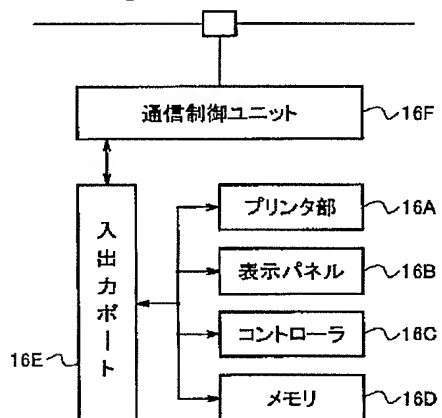 通信制御ユニット
16F
プリンタ部
16A
入出力ポート
表示パネル
16B
コントローラ
16C
16E
メモリ
16D